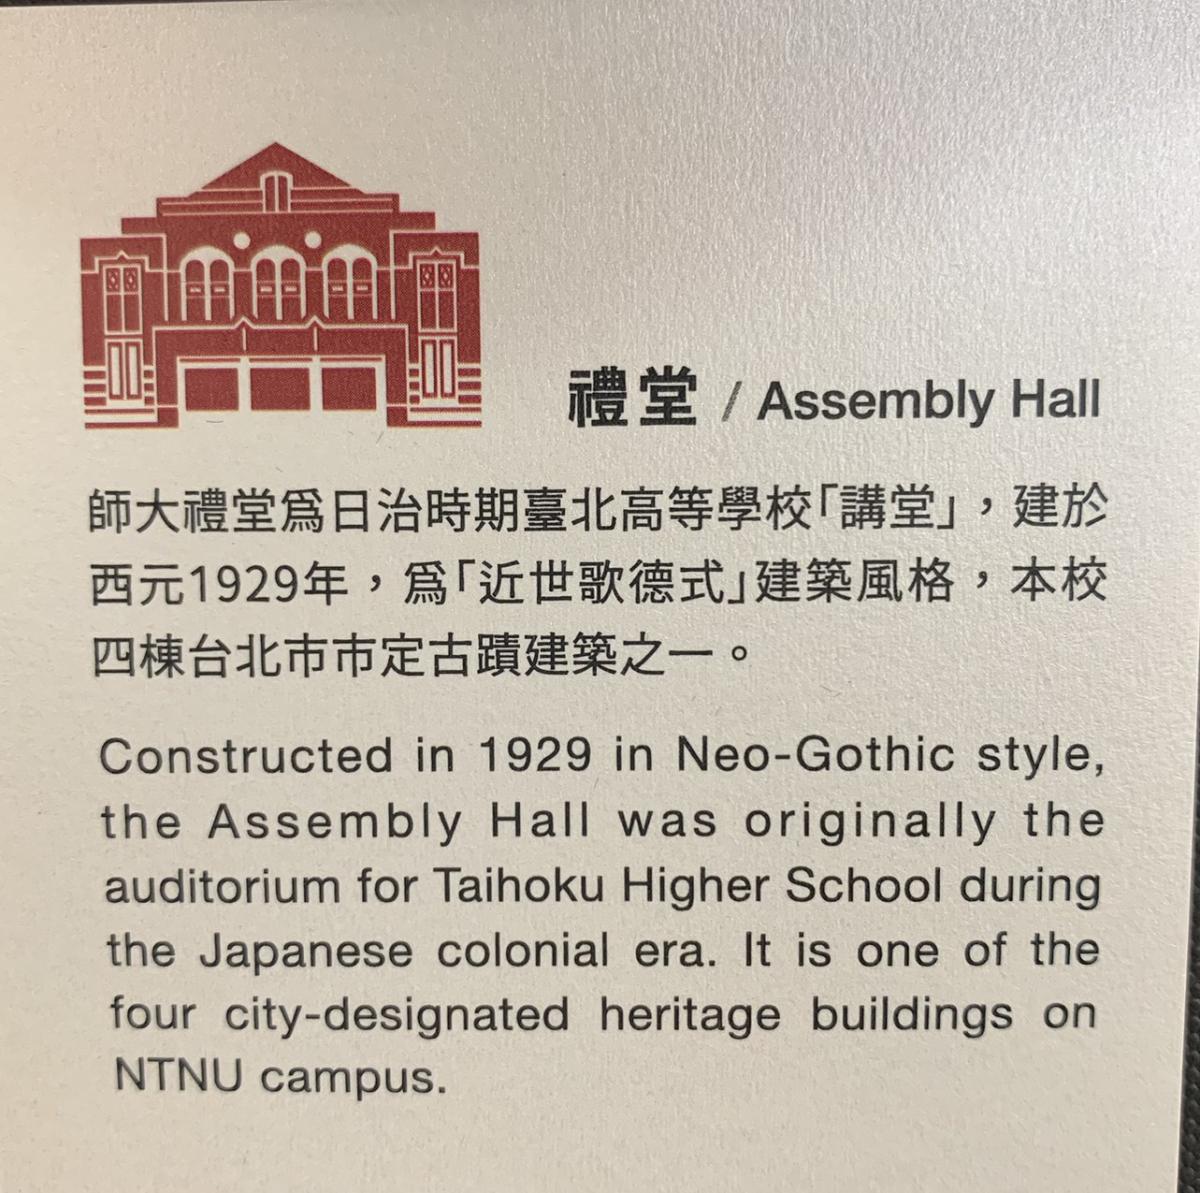 禮堂 / Assembly Hall
師大禮堂爲日治時期臺北高等學校「講堂」，建於
西元1929年，爲「近世歌德式」建築風格，本校
四棟台北市市定古蹟建築之一。
Constructed in 1929 in Neo-Gothic style,
the Assembly Hall was originally the
auditorium for Taihoku Higher School during
the Japanese colonial era. It is one of the
four city-designated heritage buildings on
NTNU campus.